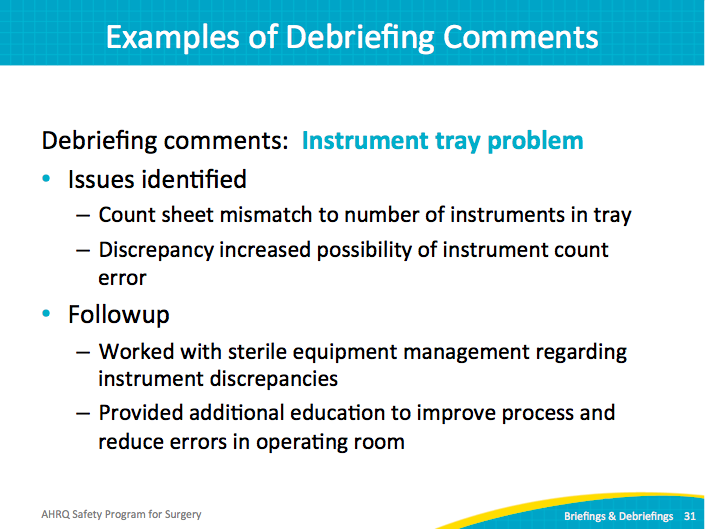 Examples of Debriefing Comments
Debriefing comments: Instrument tray problem
• Issues identified
– Count sheet mismatch to number of instruments in tray
– Discrepancy increased possibility of instrument count
error
• Followup
– Worked with sterile equipment management regarding
instrument discrepancies
– Provided additional education to improve process and
reduce errors in operating room
AHRQ Safety Program for Surgery
Briefings & Debriefings 31